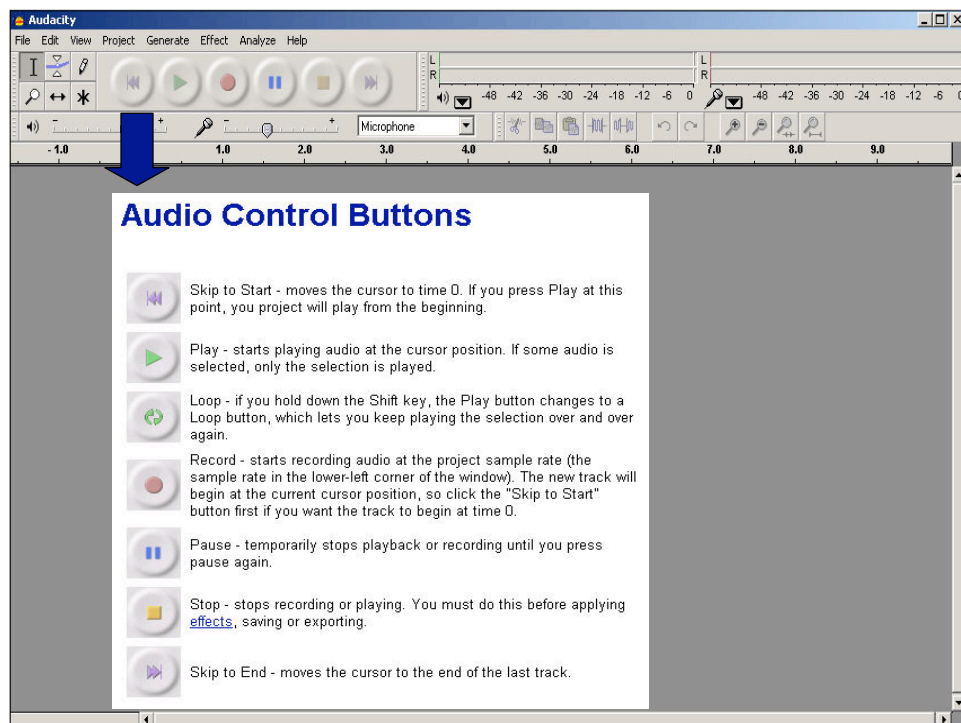 Audacity
File Edit View Project Generate Effect Analyze Help
L
R
-48 -42 -36 -30 -24 -18 -12 -6 0
L
R
-48 -42 -36 -30 -24 -18 -12 -6 0
- + - + Microphone
- 1.0 1.0 2.0 3.0 4.0 5.0 6.0 7.0 8.0 9.0
Audio Control Buttons
Skip to Start - moves the cursor to time 0. If you press Play at this
point, you project will play from the beginning.
Play - starts playing audio at the cursor position. If some audio is
selected, only the selection is played.
Loop - if you hold down the Shift key, the Play button changes to a
Loop button, which lets you keep playing the selection over and over
again.
Record - starts recording audio at the project sample rate (the
sample rate in the lower-left corner of the window). The new track will
begin at the current cursor position, so click the "Skip to Start"
button first if you want the track to begin at time 0.
Pause - temporarily stops playback or recording until you press
pause again.
Stop - stops recording or playing. You must do this before applying
effects, saving or exporting.
Skip to End - moves the cursor to the end of the last track.